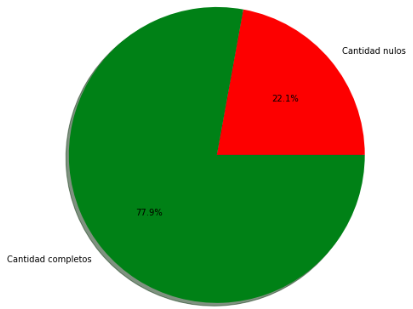 Cantidad nulos
22.1%
77.9%
Cantidad completos